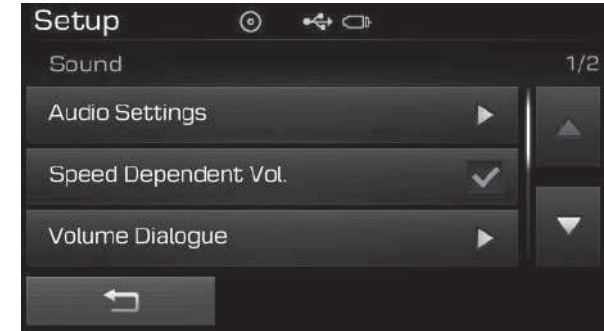 Setup
Sound 1/2
Audio Settings
Speed Dependent Vol.
Volume Dialogue